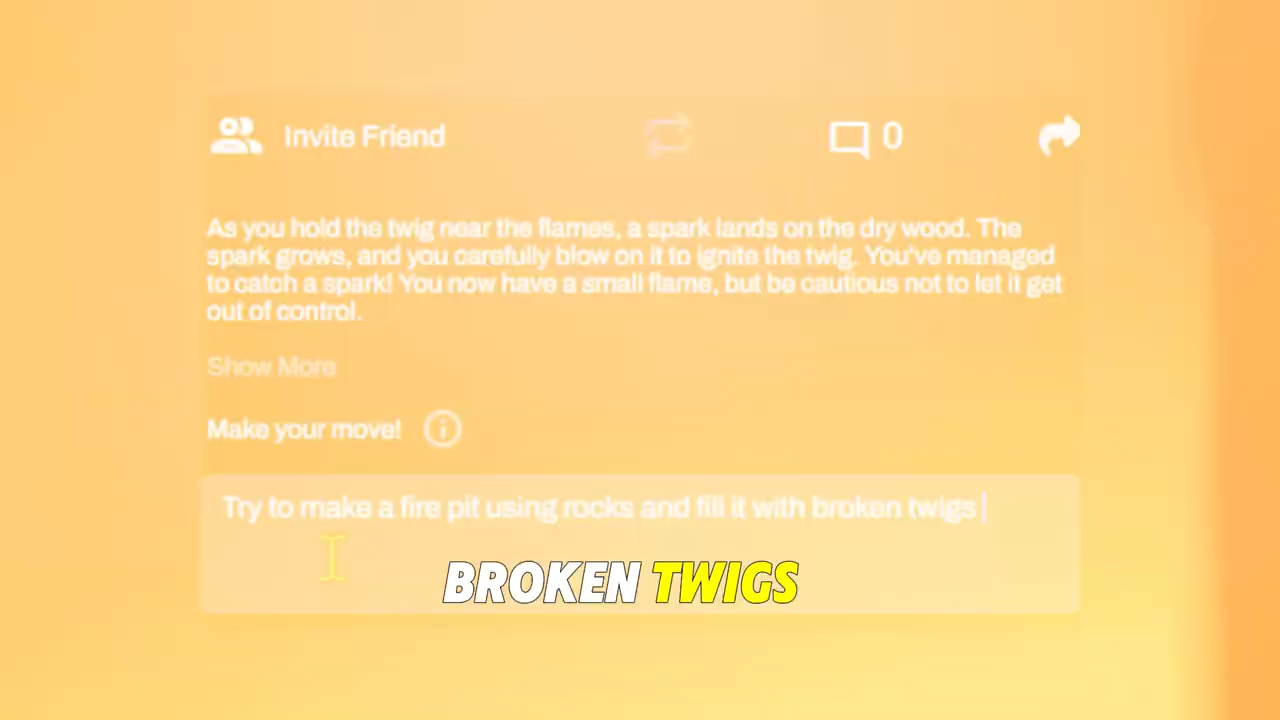 Invite Friend
0
As you hold the twig near the flames, a spark lands on the dry wood. The
spark grows, and you carefully blow on it to ignite the twig. You've managed
to catch a spark! You now have a small flame, but be cautious not to let it get
out of control.
Show More
Make your move!
Try to make a fire pit using rocks and fill it with broken twigs
BROKEN TWIGS